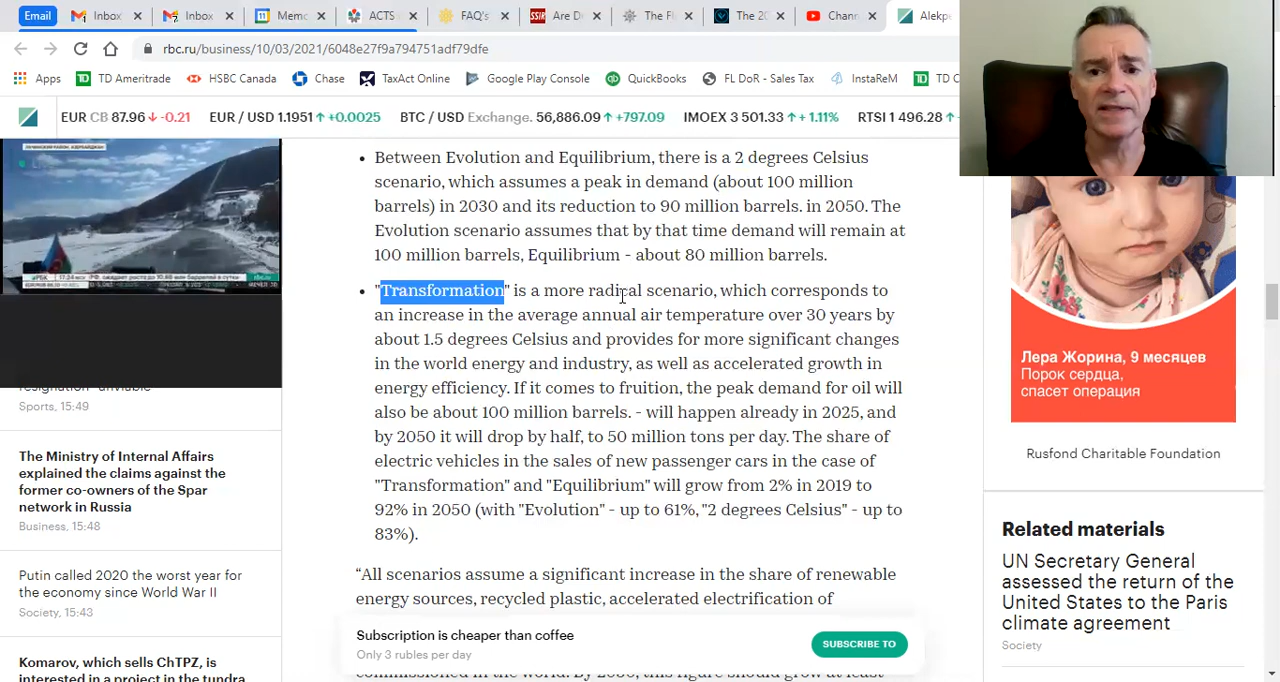 Email
Inbox
Inbox
Memo
ACTS
FAQ's
SSIR
Are D
The Fl
The 20
Chann
Alekpe
rbc.ru/business/10/03/2021/6048e27f9a794751adf79dfe
Apps
TD Ameritrade
HSBC Canada
Chase
TaxAct Online
Google Play Console
QuickBooks
FL DoR - Sales Tax
InstaReM
TD C
EUR CB 87.96 ↓ -0.21
EUR / USD 1.1951 ↑ +0.0025
BTC / USD Exchange. 56,886.09 ↑ +797.09
IMOEX 3 501.33 ↑ + 1.11%
RTSI 1 496.28 ↑
Between Evolution and Equilibrium, there is a 2 degrees Celsius
scenario, which assumes a peak in demand (about 100 million
barrels) in 2030 and its reduction to 90 million barrels. in 2050. The
Evolution scenario assumes that by that time demand will remain at
100 million barrels, Equilibrium - about 80 million barrels.
"Transformation" is a more radical scenario, which corresponds to
an increase in the average annual air temperature over 30 years by
about 1.5 degrees Celsius and provides for more significant changes
in the world energy and industry, as well as accelerated growth in
energy efficiency. If it comes to fruition, the peak demand for oil will
also be about 100 million barrels. - will happen already in 2025, and
by 2050 it will drop by half, to 50 million tons per day. The share of
electric vehicles in the sales of new passenger cars in the case of
"Transformation" and "Equilibrium" will grow from 2% in 2019 to
92% in 2050 (with "Evolution" - up to 61%, "2 degrees Celsius" - up to
83%).
“All scenarios assume a significant increase in the share of renewable
energy sources, recycled plastic, accelerated electrification of
Subscription is cheaper than coffee
Only 3 rubles per day
SUBSCRIBE TO
commissioned in the world. By 2050, this figure should grow at least
resignation
Sports, 15:49
The Ministry of Internal Affairs
explained the claims against the
former co-owners of the Spar
network in Russia
Business, 15:48
Putin called 2020 the worst year for
the economy since World War II
Society, 15:43
Komarov, which sells ChTPZ, is
interested in a project in the tundra
Лера Жорина, 9 месяцев
Порок сердца,
спасет операция
Rusfond Charitable Foundation
Related materials
UN Secretary General
assessed the return of the
United States to the Paris
climate agreement
Society